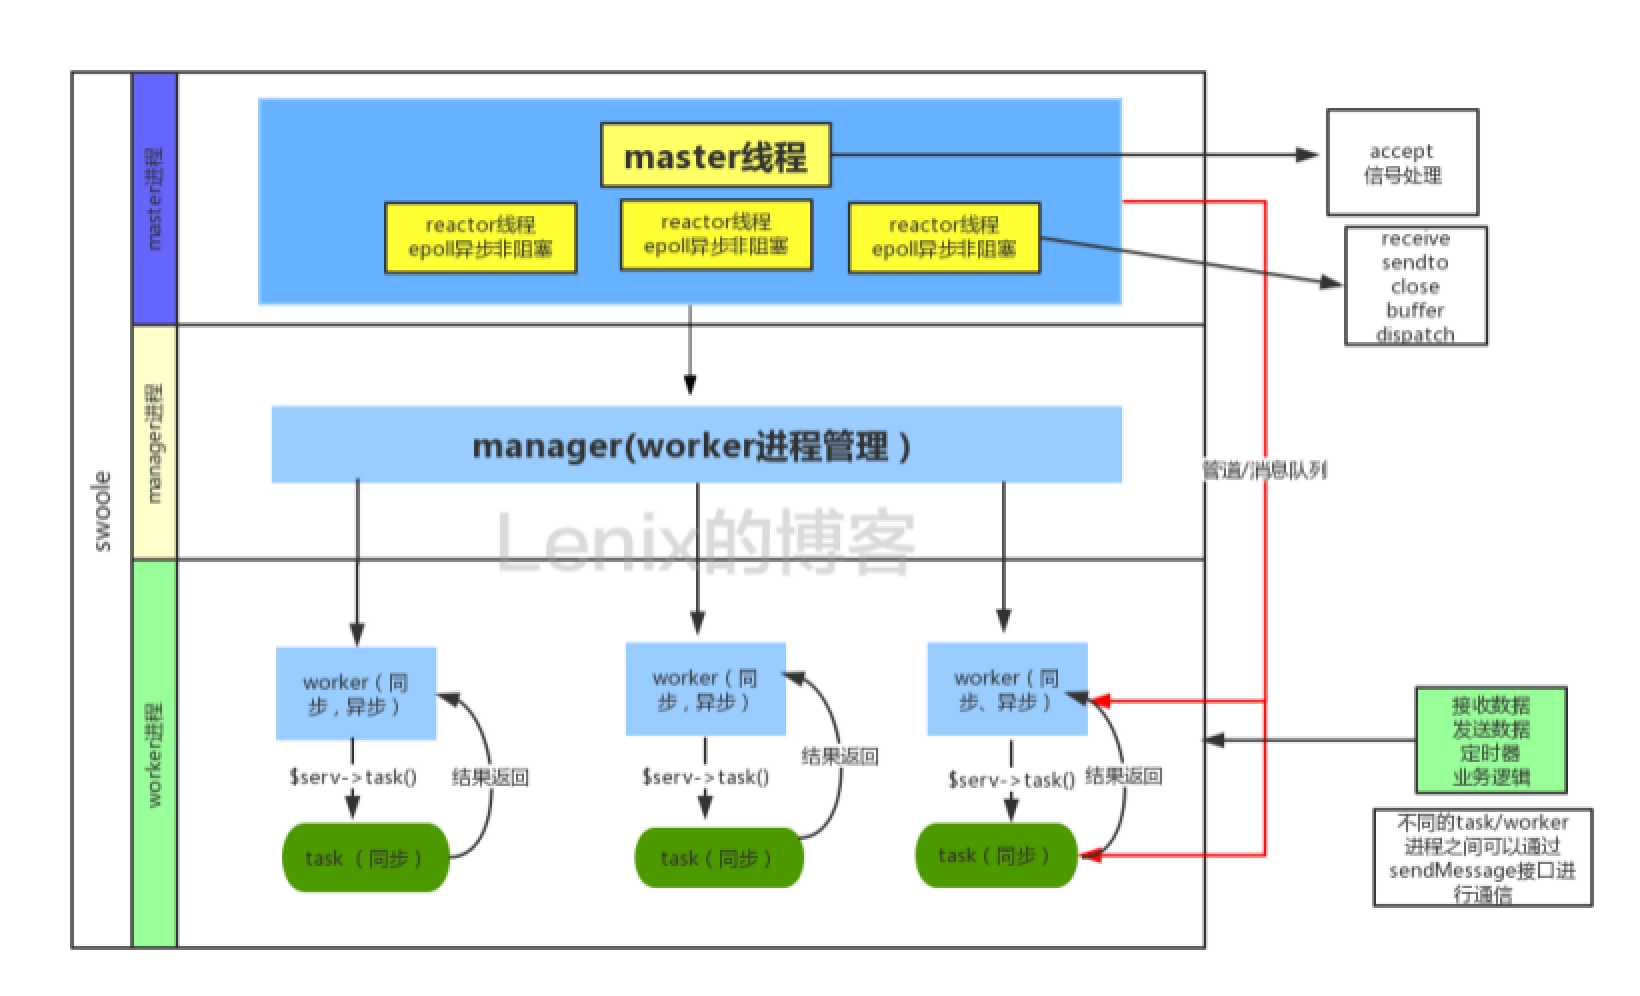 swoole
master进程
master线程
reactor线程
epoll异步非阻塞
reactor线程
epoll异步非阻塞
reactor线程
epoll异步非阻塞
accept
信号处理
receive
sendto
close
buffer
dispatch
manager进程
manager(worker进程管理）
管道/消息队列
Lenix的博客
worker进程
worker（同
步，异步）
worker（同
步，异步）
worker（同
步、异步）
$serv->task()
结果返回
$serv->task()
结果返回
$serv->task()
结果返回
task （同步）
task（同步）
task（同步）
接收数据
发送数据
定时器
业务逻辑
不同的task/worker
进程之间可以通过
sendMessage接口进
行通信